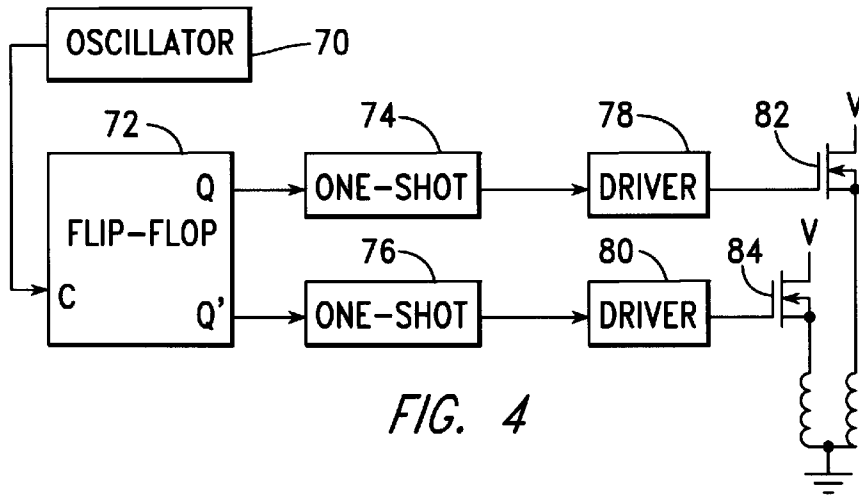 OSCILLATOR
70
72
74
78
82
V
Q
ONE-SHOT
DRIVER
FLIP-FLOP
76
80
84
V
C
Q'
ONE-SHOT
DRIVER
FIG. 4